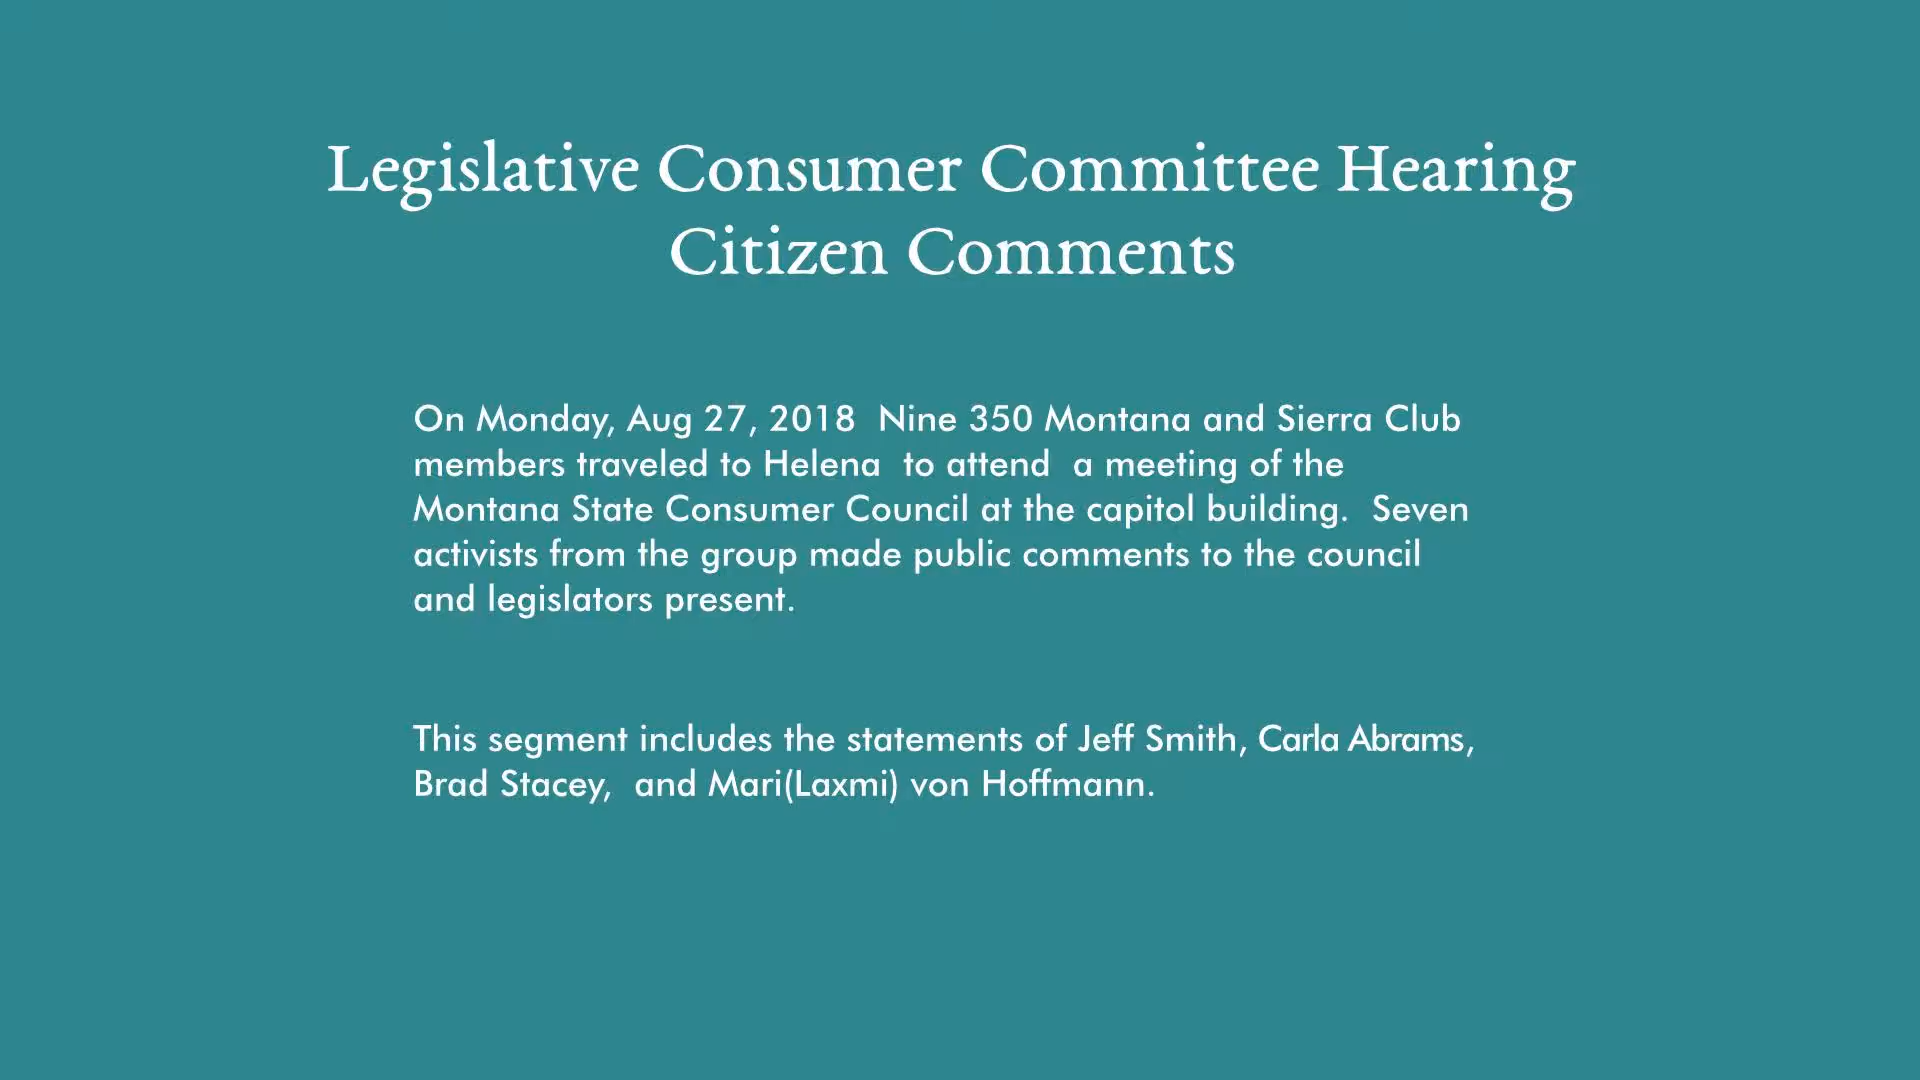 Legislative Consumer Committee Hearing
Citizen Comments
On Monday, Aug 27, 2018  Nine 350 Montana and Sierra Club
members traveled to Helena  to attend  a meeting of the
Montana State Consumer Council at the capitol building.  Seven
activists from the group made public comments to the council
and legislators present.
This segment includes the statements of Jeff Smith, Carla Abrams,
Brad Stacey,  and Mari(Laxmi) von Hoffmann.